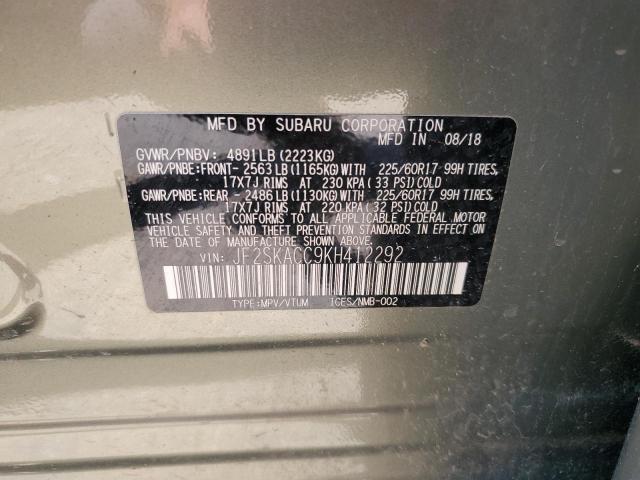 MFD BY SUBARU CORPORATION
MFD IN 08/18
GVWR/PNBV: 4891LB (2223KG)
GAWR/PNBE:FRONT- 2563LB (1165KG)WITH 225/60R17 99H TIRES,
17X7J RIMS AT 230 KPA ( 33 PSI) COLD
GAWR/PNBE:REAR - 2486LB (1130KG)WITH 225/60R17 99H TIRES,
17X7J RIMS AT 220 KPA ( 32 PSI) COLD
THIS VEHICLE CONFORMS TO ALL APPLICABLE FEDERAL MOTOR
VEHICLE SAFETY AND THEFT PREVENTION STANDARDS IN EFFECT ON
THE DATE OF MANUFACTURE SHOWN ABOVE.
VIN: JF2SKACC9KH412292
TYPE:MPV/VTUM ICES/NMB-002